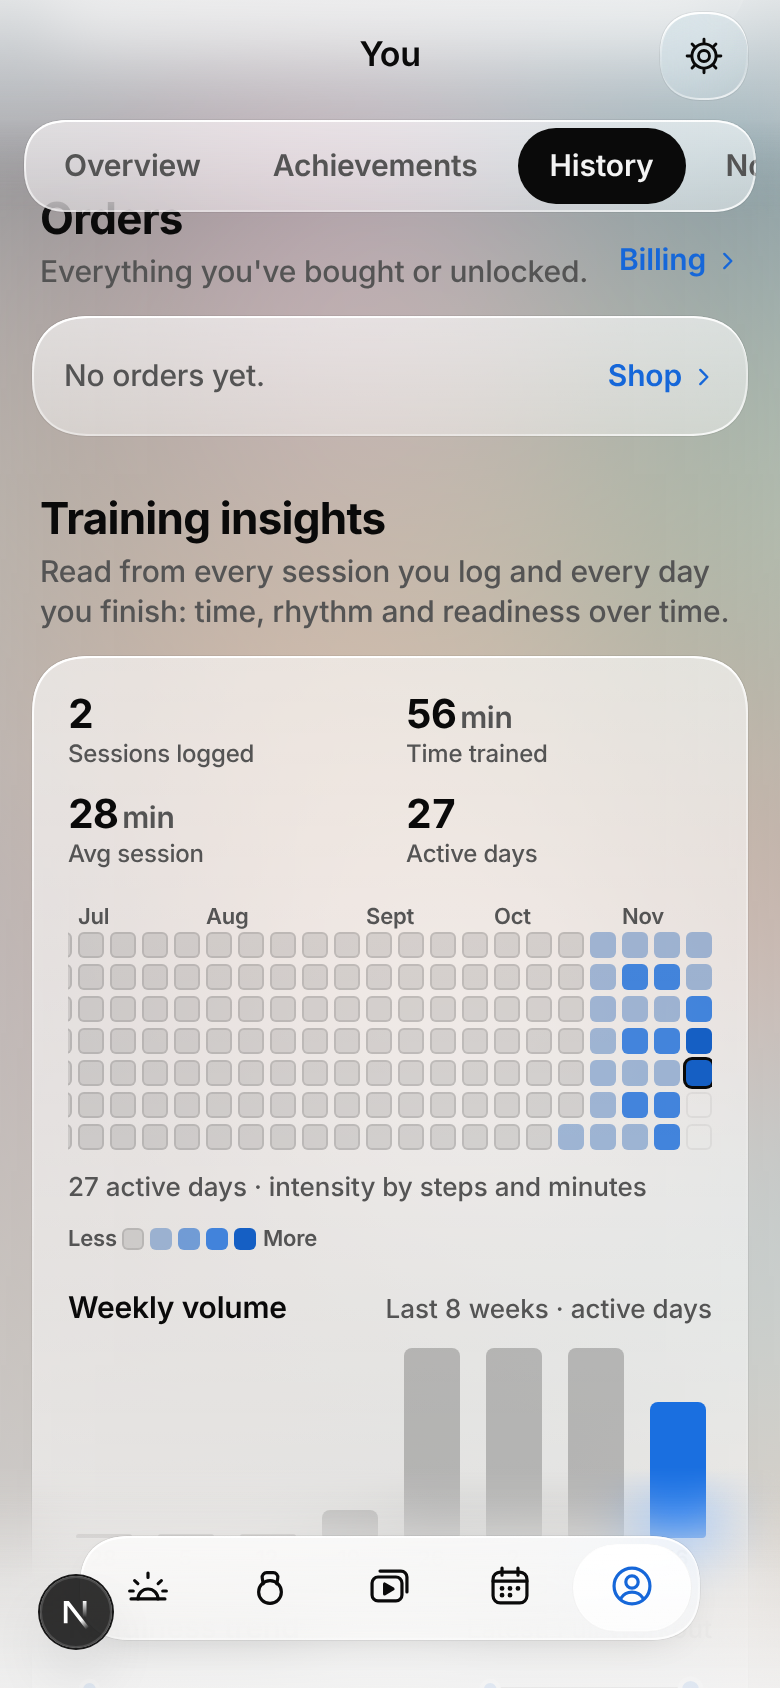 You
Overview Achievements History No
Orders
Everything you've bought or unlocked. Billing
No orders yet. Shop
Training insights
Read from every session you log and every day
you finish: time, rhythm and readiness over time.
2 56 min
Sessions logged Time trained
28 min 27
Avg session Active days
Jul Aug Sept Oct Nov
27 active days · intensity by steps and minutes
Less More
Weekly volume Last 8 weeks · active days
N